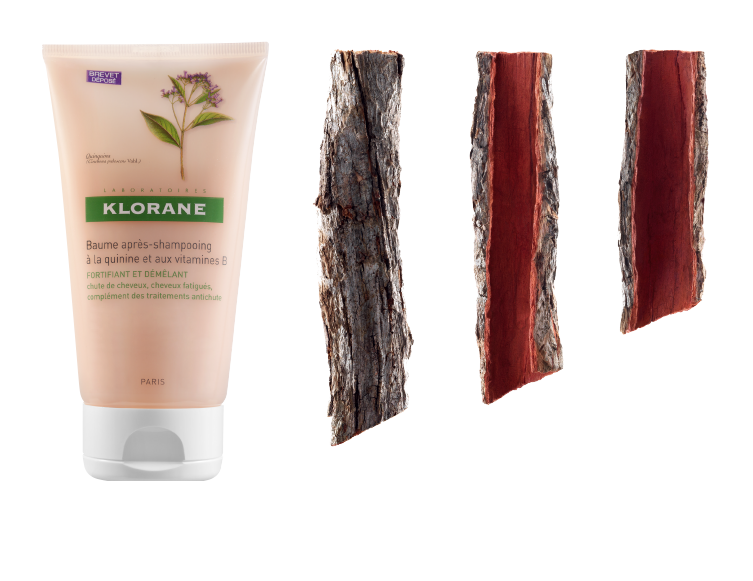 BREVET
DÉPOSÉ
Quinquina
LABORATOIRES
KLORANE
Baume après-shampooing
à la quinine et aux vitamines B
FORTIFIANT ET DÉMÊLANT
chute de cheveux, cheveux fatigués,
complément des traitements antichute
PARIS